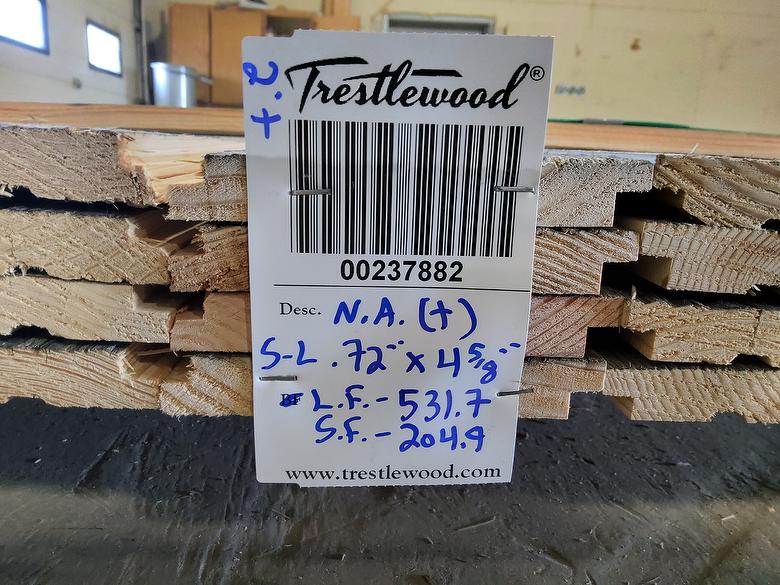 2.+
Trestlewood®
00237882
Desc. N.A. (+)
S-L .72" x 4 5/8"
BF L.F. - 531.7
S.F. - 204.9
www.trestlewood.com